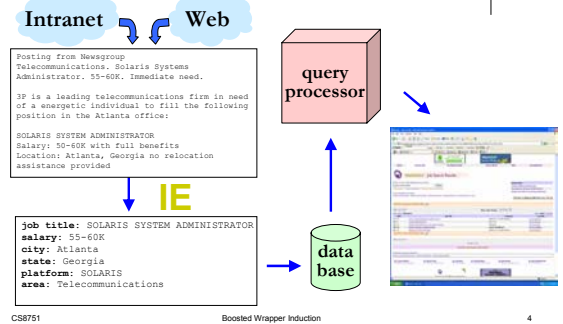 Intranet
Web
Posting from Newsgroup
Telecommunications. Solaris Systems
Administrator. 55-60K. Immediate need.
3P is a leading telecommunications firm in need
of a energetic individual to fill the following
position in the Atlanta office:
SOLARIS SYSTEM ADMINISTRATOR
Salary: 50-60K with full benefits
Location: Atlanta, Georgia no relocation
assistance provided
IE
job title: SOLARIS SYSTEM ADMINISTRATOR
salary: 55-60K
city: Atlanta
state: Georgia
platform: SOLARIS
area: Telecommunications
query
processor
data
base
CS8751
Boosted Wrapper Induction
4